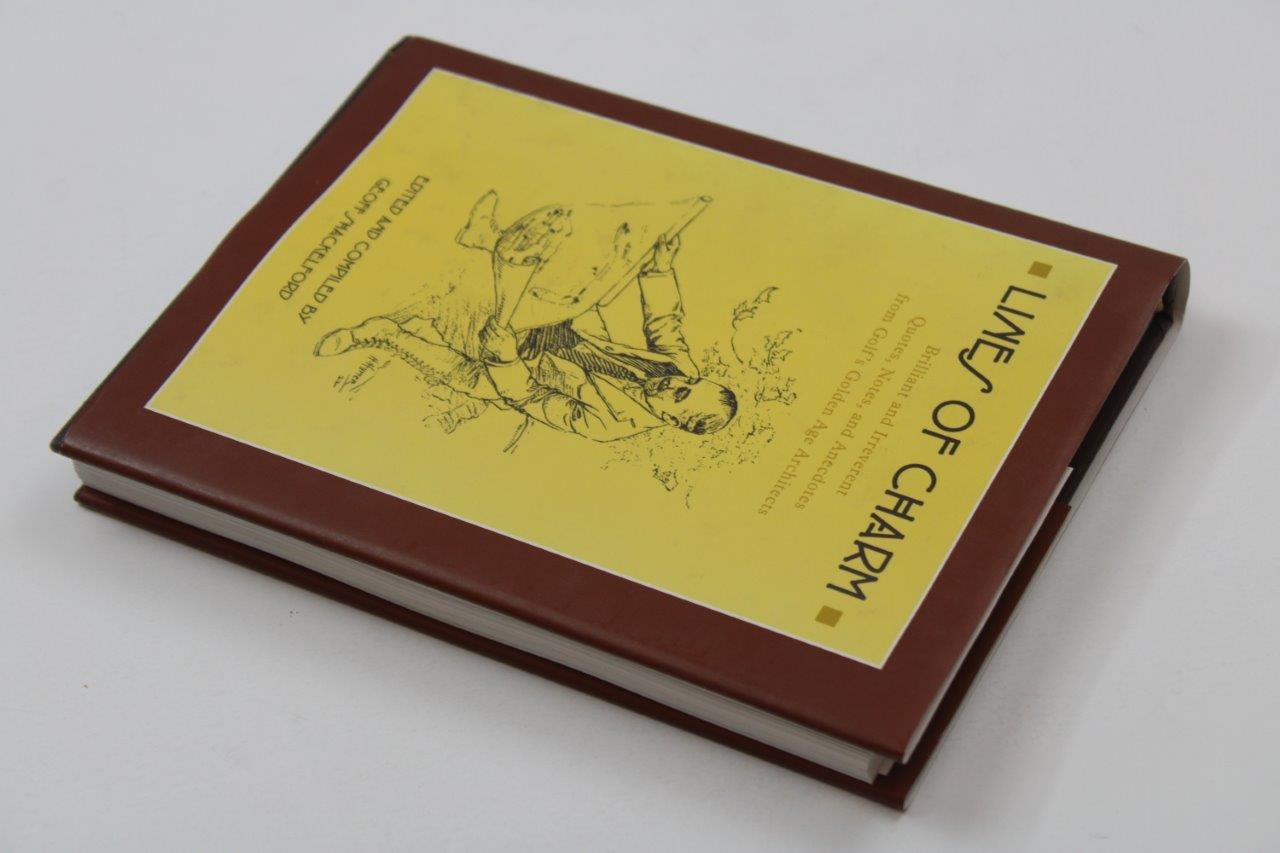 LINES OF CHARM
Brilliant and Irreverent
Quotes, Notes, and Anecdotes
from Golf's Golden Age Architects
EDITED AND COMPILED BY
GEOFF SHACKELFORD